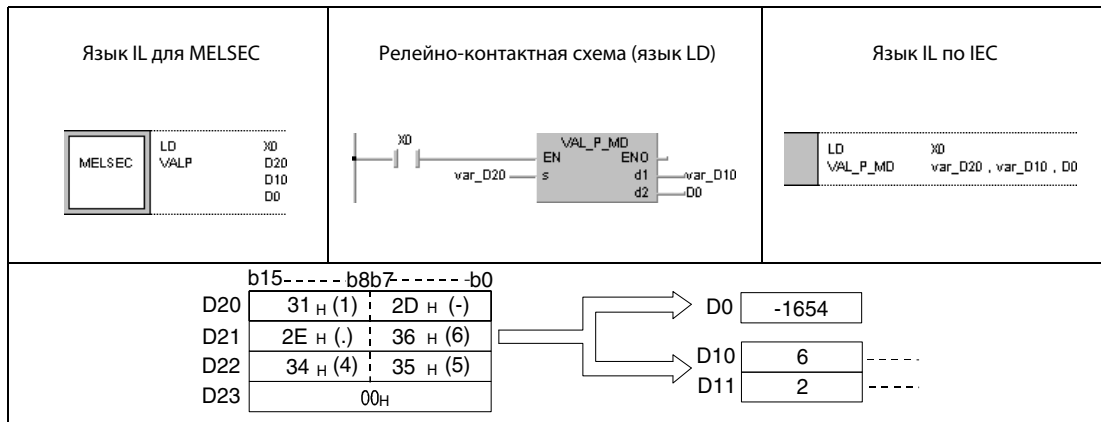 Язык IL для MELSEC
Релейно-контактная схема (язык LD)
Язык IL по IEC
MELSEC
LD X0
VALP D20
D10
D0
X0
VAL_P_MD
EN ENO
var_D20 s d1 var_D10
d2 D0
LD X0
VAL_P_MD var_D20 , var_D10 , D0
b15------ b8b7-------b0
D20 31 H (1) 2D H (-)
D21 2E H (.) 36 H (6)
D22 34 H (4) 35 H (5)
D23 00H
D0 -1654
D10 6 ----
D11 2 ----